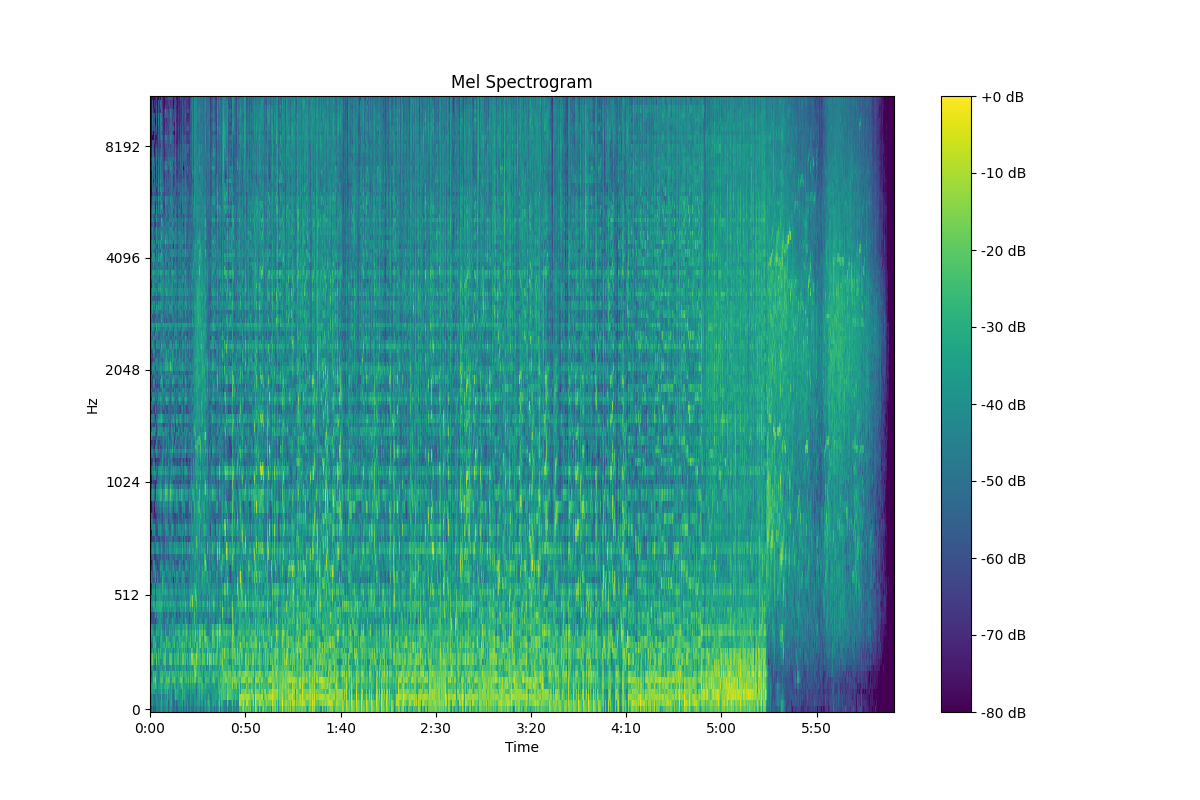 Mel Spectrogram
Hz
8192
4096
2048
1024
512
0
0:00 0:50 1:40 2:30 3:20 4:10 5:00 5:50
Time
+0 dB
-10 dB
-20 dB
-30 dB
-40 dB
-50 dB
-60 dB
-70 dB
-80 dB